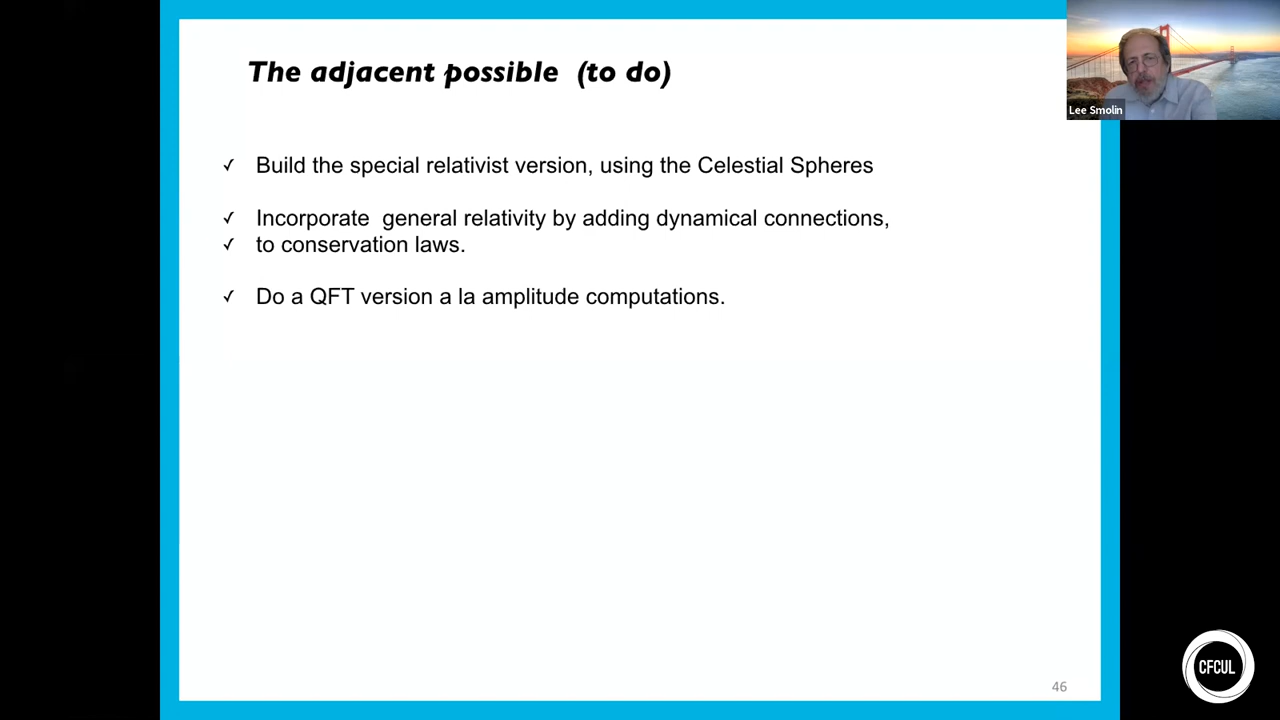 The adjacent possible (to do)
Lee Smolin
✓ Build the special relativist version, using the Celestial Spheres
✓ Incorporate general relativity by adding dynamical connections,
✓ to conservation laws.
✓ Do a QFT version a la amplitude computations.
CFCUL
46